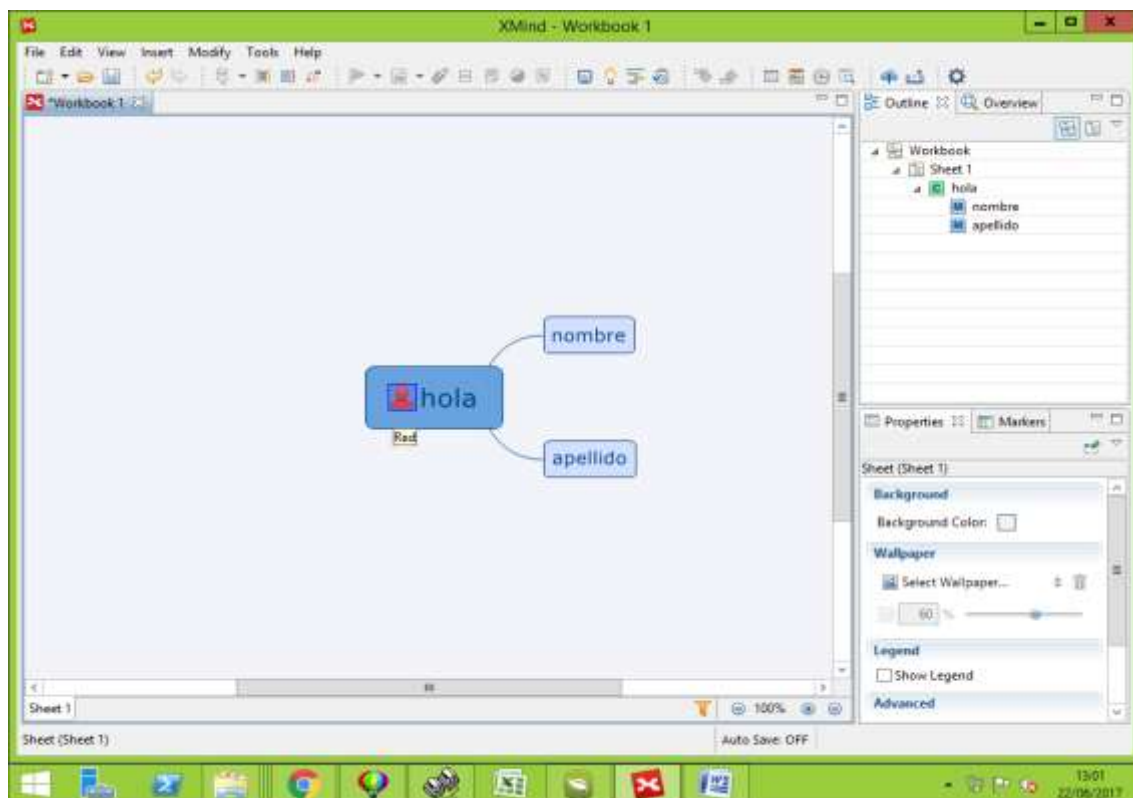 XMind - Workbook 1
File Edit View Insert Modify Tools Help
*Workbook 1
Outline Overview
Workbook
Sheet 1
C hola
M nombre
M apellido
nombre
hola
Red
apellido
Properties Markers
Sheet (Sheet 1)
Background
Background Color:
Wallpaper
Select Wallpaper...
60 %
Legend
Show Legend
Advanced
Sheet 1
100%
Sheet (Sheet 1)
Auto Save: OFF
13:01
22/06/2017